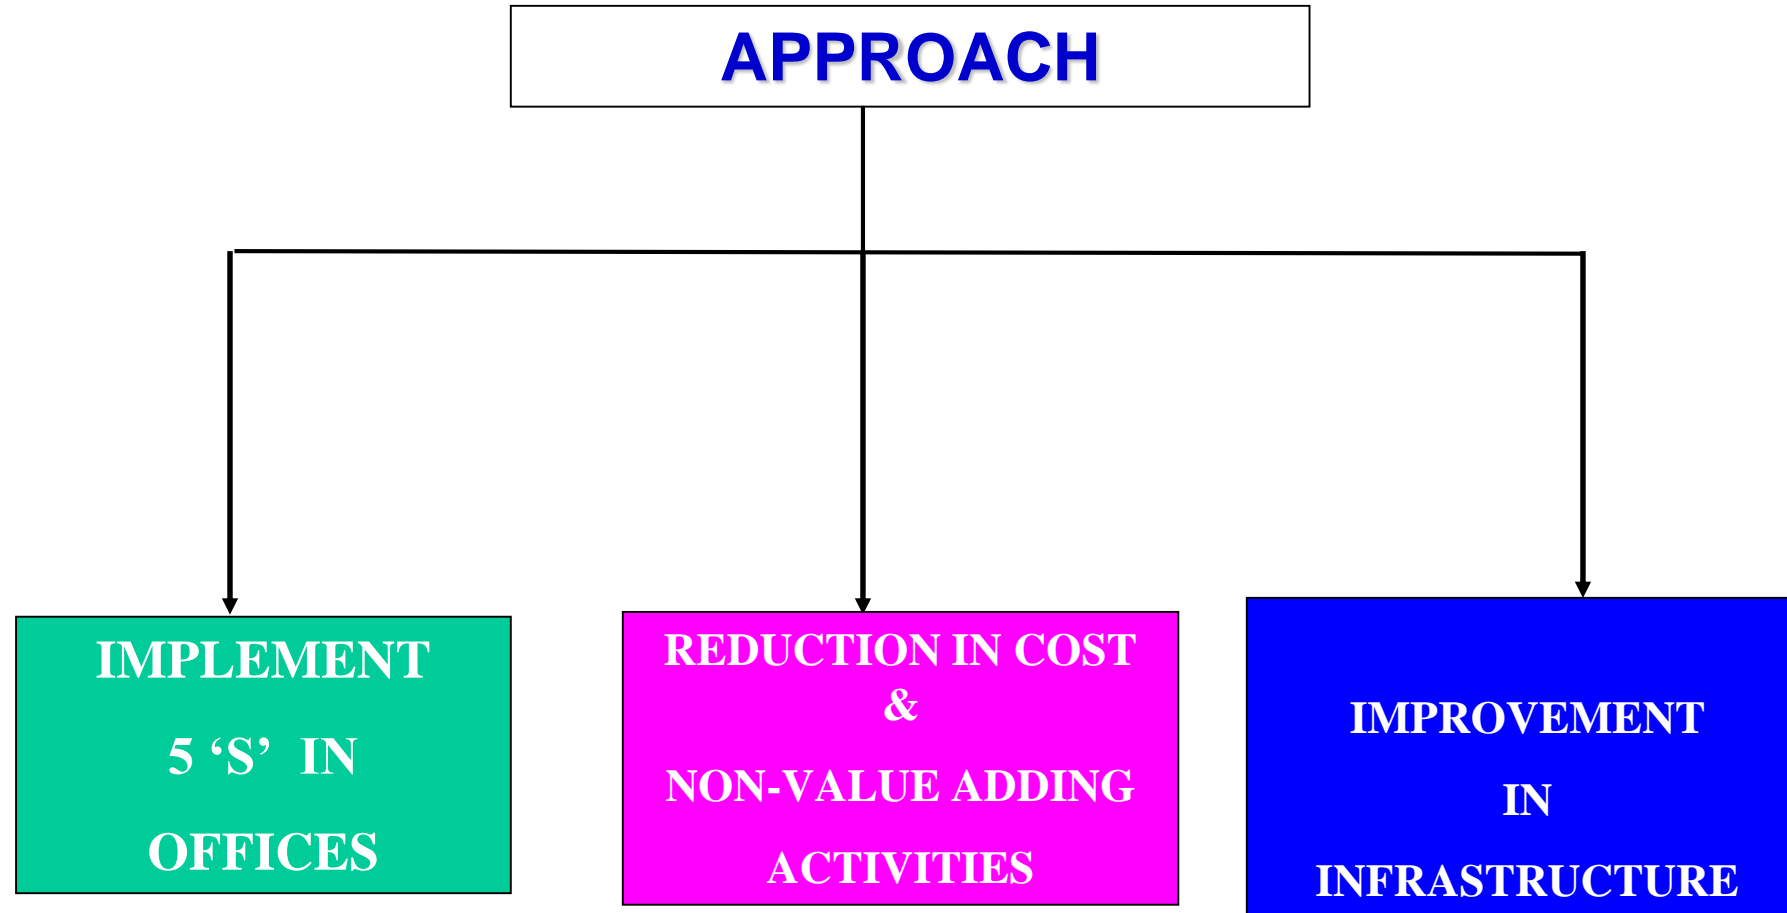 APPROACH
IMPLEMENT
5 ‘S’ IN
OFFICES
REDUCTION IN COST
&
NON-VALUE ADDING
ACTIVITIES
IMPROVEMENT
IN
INFRASTRUCTURE